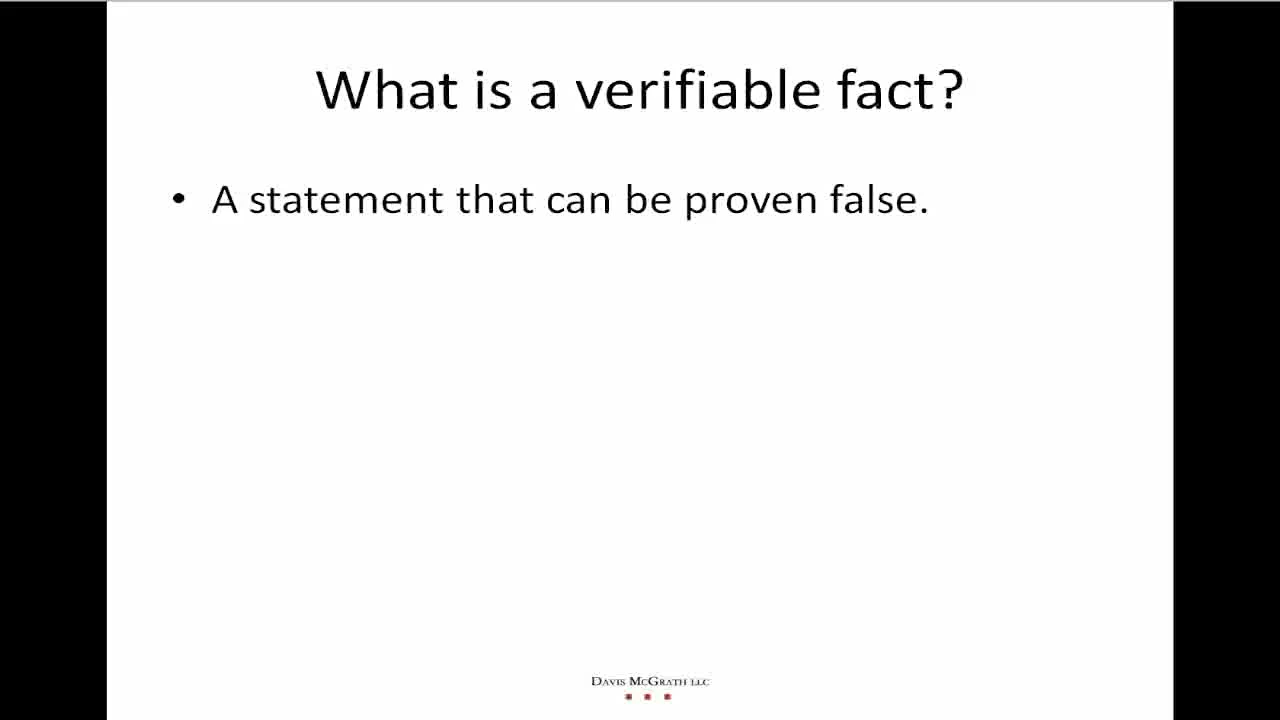 What is a verifiable fact?
• A statement that can be proven false.
DAVIS MCGRATH LLC